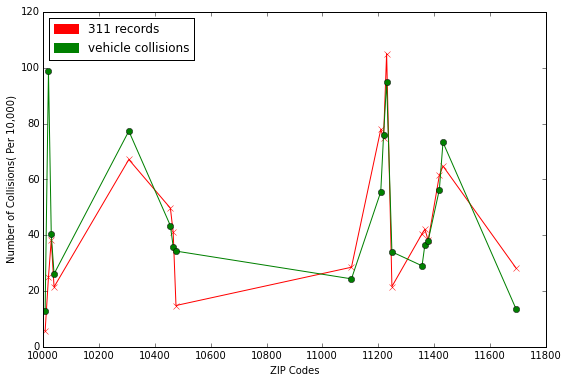 311 records
vehicle collisions
Number of Collisions( Per 10,000)
120
100
80
60
40
20
0
10000 10200 10400 10600 10800 11000 11200 11400 11600 11800
ZIP Codes